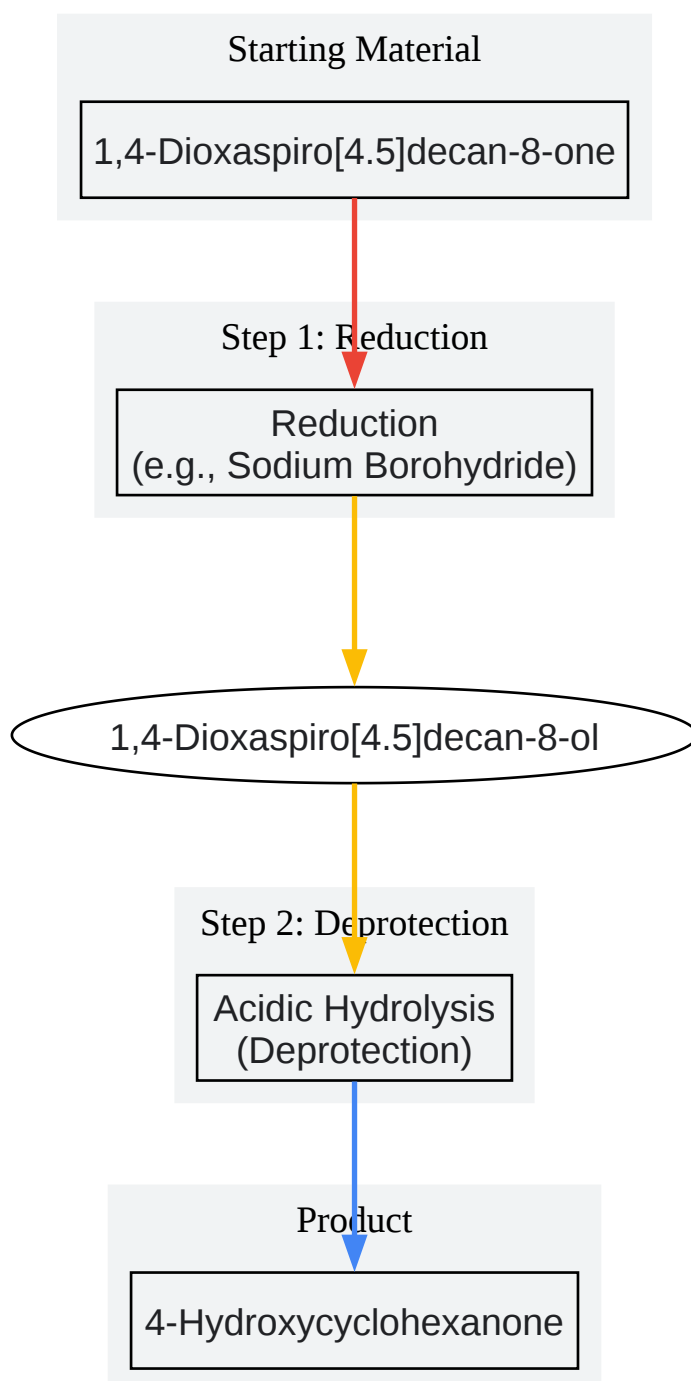 Starting Material
1,4-Dioxaspiro[4.5]decan-8-one
Step 1: Reduction
Reduction
(e.g., Sodium Borohydride)
1,4-Dioxaspiro[4.5]decan-8-ol
Step 2: Deprotection
Acidic Hydrolysis
(Deprotection)
Product
4-Hydroxycyclohexanone